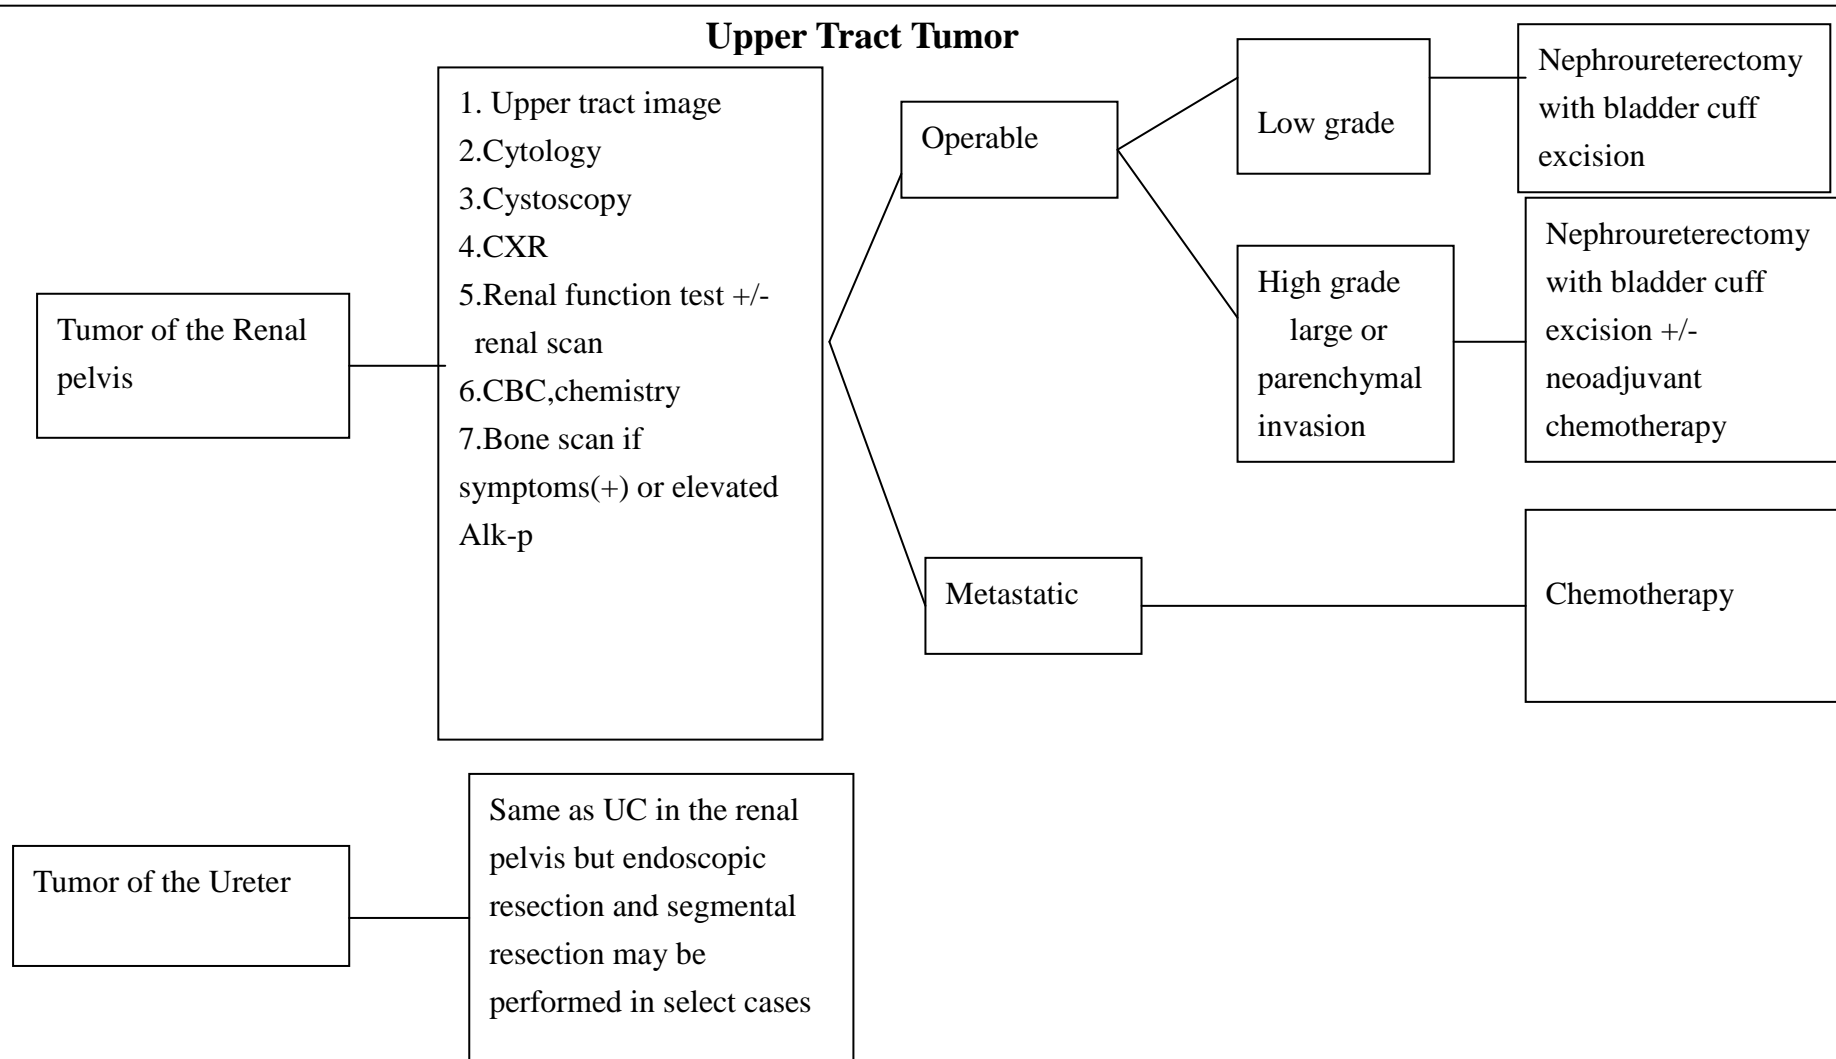 Upper Tract Tumor
Tumor of the Renal
pelvis
1. Upper tract image
2.Cytology
3.Cystoscopy
4.CXR
5.Renal function test +/-
renal scan
6.CBC,chemistry
7.Bone scan if
symptoms(+) or elevated
Alk-p
Operable
Low grade
Nephroureterectomy
with bladder cuff
excision
High grade
large or
parenchymal
invasion
Nephroureterectomy
with bladder cuff
excision +/-
neoadjuvant
chemotherapy
Metastatic
Chemotherapy
Tumor of the Ureter
Same as UC in the renal
pelvis but endoscopic
resection and segmental
resection may be
performed in select cases